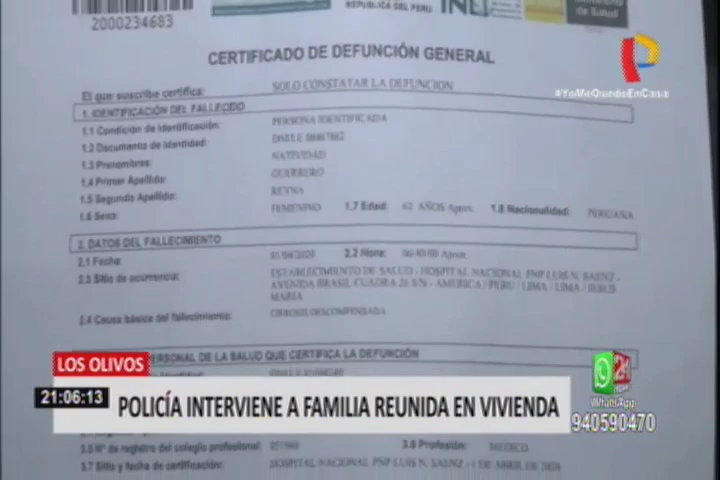 2000234683
REPÚBLICA DEL PERÚ
de Salud
CERTIFICADO DE DEFUNCIÓN GENERAL
#YoMeQuedoEnCasa
El que suscribe certifica: SOLO CONSTATAR LA DEFUNCION
1. IDENTIFICACIÓN DEL FALLECIDO
1.1 Condición de Identificación: PERSONA IDENTIFICADA
1.2 Documento de Identidad:
1.3 Prenombres: NATIVIDAD
1.4 Primer Apellido: GUERRERO
1.5 Segundo Apellido: REYNA
1.6 Sexo: FEMENINO 1.7 Edad: 62 AÑOS Aprox. 1.8 Nacionalidad: PERUANA
2. DATOS DEL FALLECIMIENTO
2.1 Fecha: 2.2 Hora: Aprox.
2.3 Sitio de ocurrencia: ESTABLECIMIENTO DE SALUD - HOSPITAL NACIONAL PNP LUIS N. SAENZ -
AVENIDA BRASIL CUADRA 26 S/N - AMERICA / PERU / LIMA / LIMA / JESUS
MARIA
2.4 Causa básica del fallecimiento: CIRROSIS DESCOMPENSADA
PERSONAL DE LA SALUD QUE CERTIFICA LA DEFUNCIÓN
LOS OLIVOS
21:06:13
POLICÍA INTERVIENE A FAMILIA REUNIDA EN VIVIENDA
24
WhatsApp
940590470
3.5 N° de registro del colegio profesional: 3.6 Profesión: MEDICO
3.7 Sitio y fecha de certificación: HOSPITAL NACIONAL PNP LUIS N. SAENZ - 1 DE ABRIL DE 2020